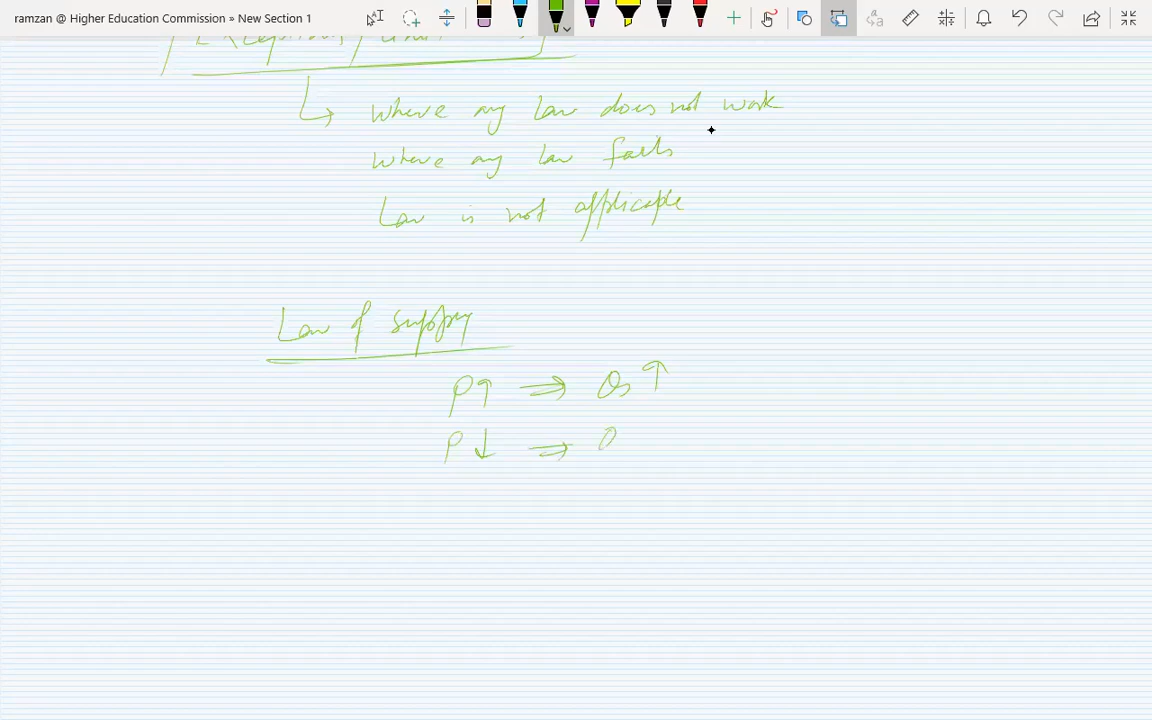 ramzan @ Higher Education Commission » New Section 1
where any law does not work
where any law fails
Law is not applicable
Law of supply
P↑ ⇒ Qs ↑
P ↓ ⇒